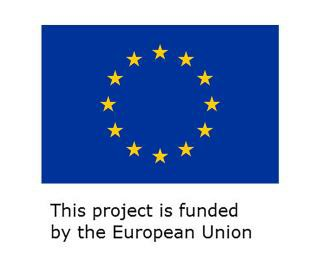 This project is funded
by the European Union